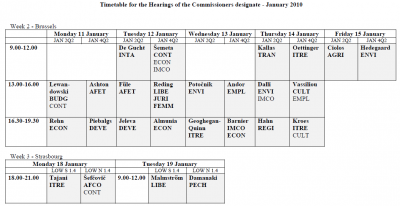 Timetable for the Hearings of the Commissioners designate - January 2010
Week 2 - Brussels
Monday 11 January Tuesday 12 January Wednesday 13 January Thursday 14 January Friday 15 January
JAN 2Q2 JAN 4Q2 JAN 2Q2 JAN 4Q2 JAN 2Q2 JAN 4Q2 JAN 2Q2 JAN 4Q2 JAN 2Q2 JAN 4Q2
9.00-12.00 De Gucht Šemeta Kallas Oettinger Ciolos Hedegaard
INTA CONT TRAN ITRE AGRI ENVI
ECON
IMCO
13.00-16.00 Lewan- Ashton Füle Reding Potočnik Andor Dalli Vassiliou
dowski AFET AFET LIBE ENVI EMPL ENVI CULT
BUDG JURI IMCO EMPL
CONT FEMM
16.30-19.30 Rehn Piebalgs Jeleva Almunia Geoghegan- Barnier Hahn Kroes
ECON DEVE DEVE ECON Quinn IMCO REGI ITRE
ITRE ECON CULT
Week 3 - Strasbourg
Monday 18 January Tuesday 19 January
LOW S 1.4 LOW N 1.4 LOW S 1.4 LOW N 1.4
18.00-21.00 Tajani Šefčovič 9.00-12.00 Malmström Damanaki
ITRE AFCO LIBE PECH
CONT